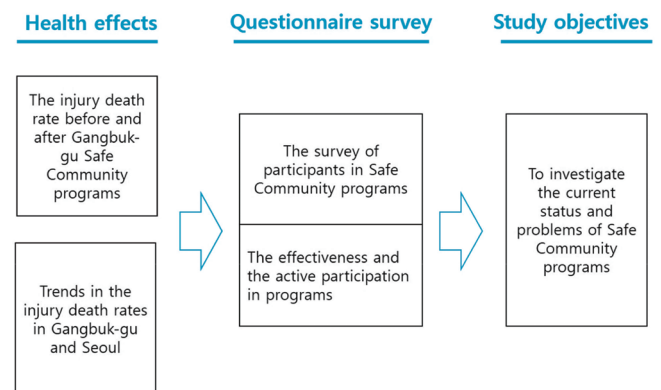 Health effects
The injury death
rate before and
after Gangbuk-
gu Safe
Community
programs
Trends in the
injury death rates
in Gangbuk-gu
and Seoul
Questionnaire survey
The survey of
participants in Safe
Community programs
The effectiveness and
the active participation
in programs
Study objectives
To investigate
the current
status and
problems of Safe
Community
programs